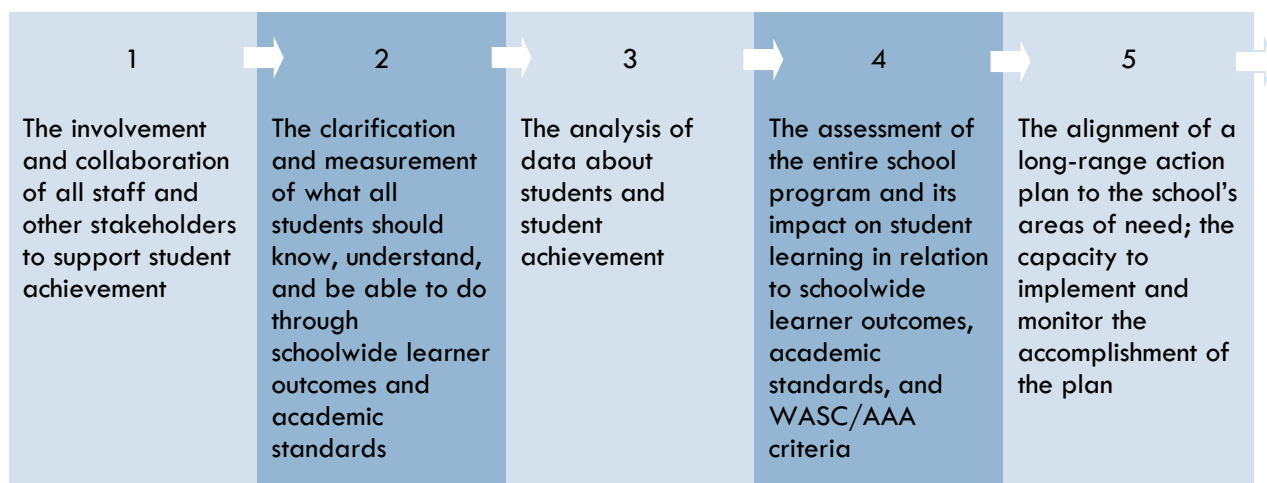 1
The involvement
and collaboration
of all staff and
other stakeholders
to support student
achievement
2
The clarification
and measurement
of what all
students should
know, understand,
and be able to do
through
schoolwide learner
outcomes and
academic
standards
3
The analysis of
data about
students and
student
achievement
4
The assessment of
the entire school
program and its
impact on student
learning in relation
to schoolwide
learner outcomes,
academic
standards, and
WASC/AAA
criteria
5
The alignment of a
long-range action
plan to the school's
areas of need; the
capacity to
implement and
monitor the
accomplishment of
the plan